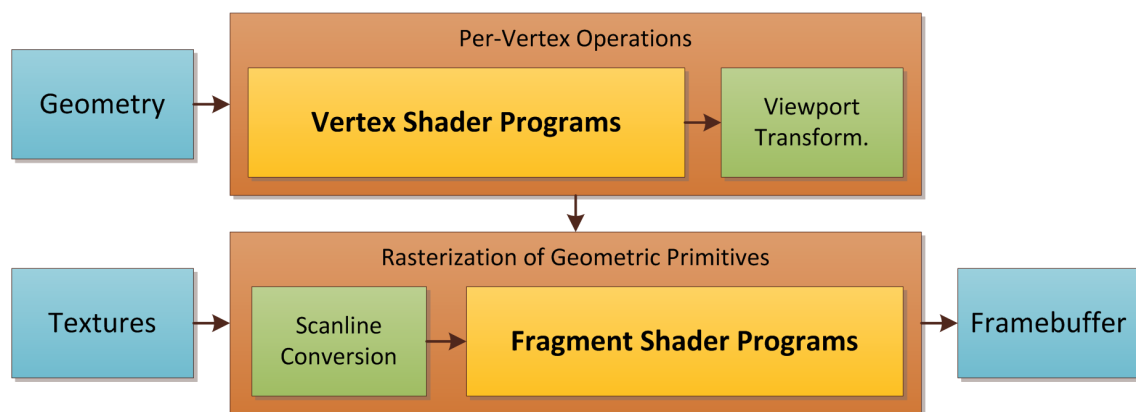 Per-Vertex Operations
Geometry
Vertex Shader Programs
Viewport
Transform.
Rasterization of Geometric Primitives
Textures
Scanline
Conversion
Fragment Shader Programs
Framebuffer